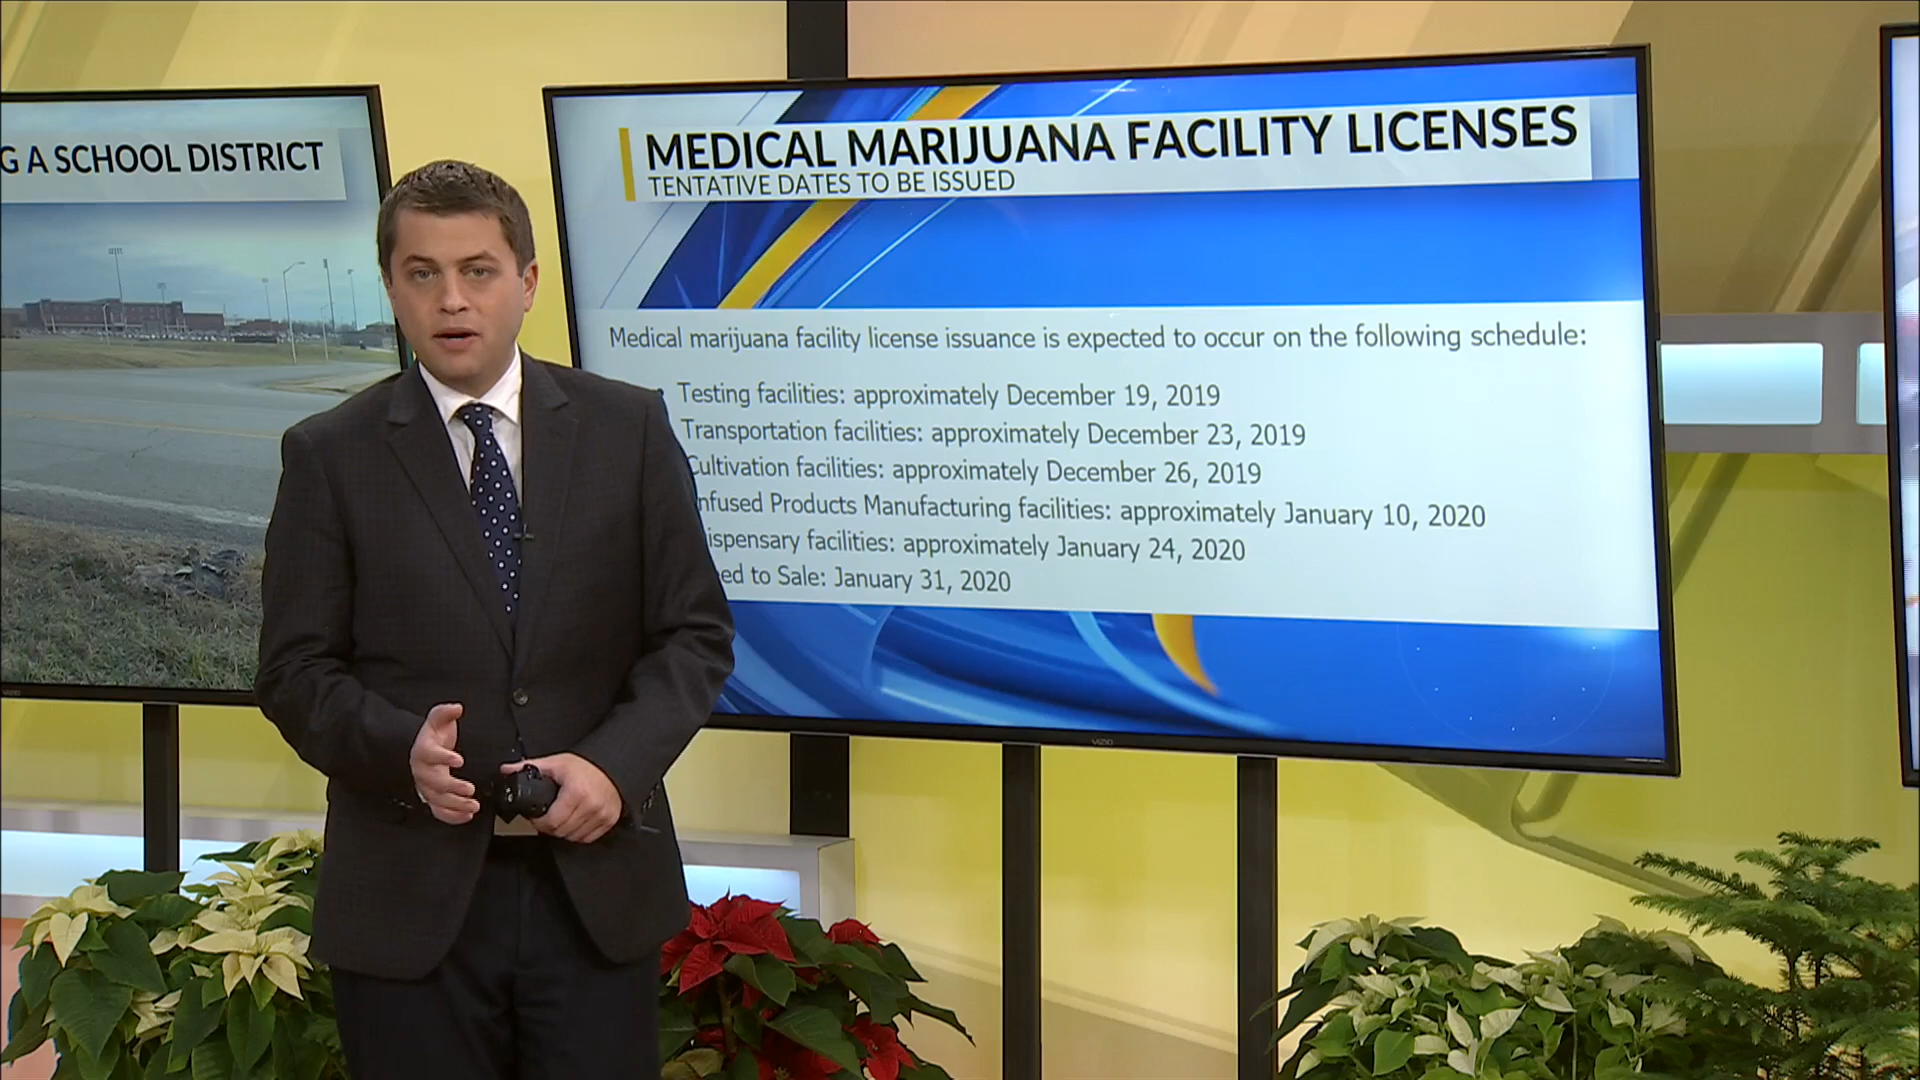 G A SCHOOL DISTRICT
MEDICAL MARIJUANA FACILITY LICENSES
TENTATIVE DATES TO BE ISSUED
Medical marijuana facility license issuance is expected to occur on the following schedule:
• Testing facilities: approximately December 19, 2019
Transportation facilities: approximately December 23, 2019
Cultivation facilities: approximately December 26, 2019
nfused Products Manufacturing facilities: approximately January 10, 2020
ispensary facilities: approximately January 24, 2020
ed to Sale: January 31, 2020
VIZIO
VIZIO